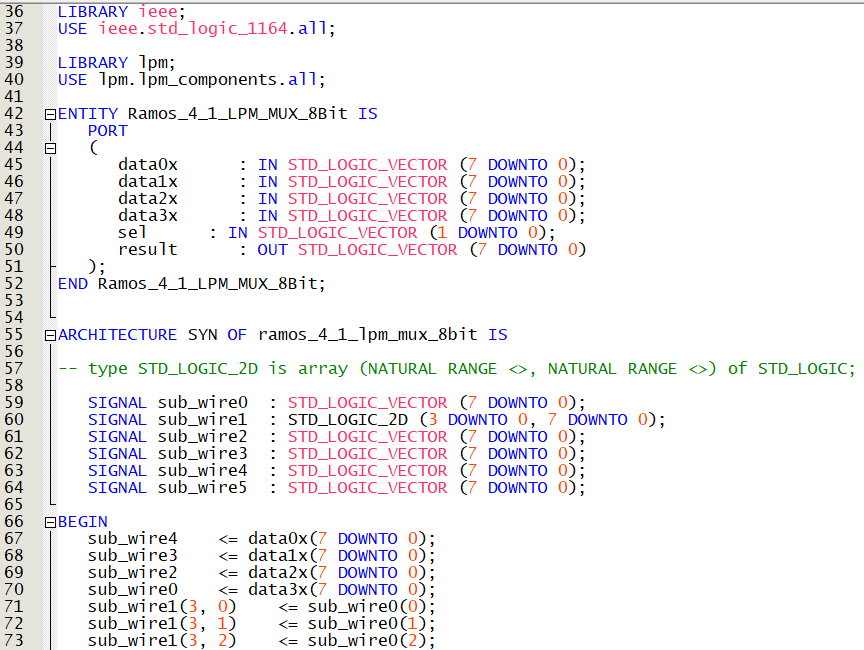 36 LIBRARY ieee;
37 USE ieee.std_logic_1164.all;
38
39 LIBRARY lpm;
40 USE lpm.lpm_components.all;
41
42 ENTITY Ramos_4_1_LPM_MUX_8Bit IS
43 PORT
44 (
45 data0x : IN STD_LOGIC_VECTOR (7 DOWNTO 0);
46 data1x : IN STD_LOGIC_VECTOR (7 DOWNTO 0);
47 data2x : IN STD_LOGIC_VECTOR (7 DOWNTO 0);
48 data3x : IN STD_LOGIC_VECTOR (7 DOWNTO 0);
49 sel : IN STD_LOGIC_VECTOR (1 DOWNTO 0);
50 result : OUT STD_LOGIC_VECTOR (7 DOWNTO 0)
51 );
52 END Ramos_4_1_LPM_MUX_8Bit;
53
54
55 ARCHITECTURE SYN OF ramos_4_1_lpm_mux_8bit IS
56
57 -- type STD_LOGIC_2D is array (NATURAL RANGE <>, NATURAL RANGE <>) of STD_LOGIC;
58
59 SIGNAL sub_wire0 : STD_LOGIC_VECTOR (7 DOWNTO 0);
60 SIGNAL sub_wire1 : STD_LOGIC_2D (3 DOWNTO 0, 7 DOWNTO 0);
61 SIGNAL sub_wire2 : STD_LOGIC_VECTOR (7 DOWNTO 0);
62 SIGNAL sub_wire3 : STD_LOGIC_VECTOR (7 DOWNTO 0);
63 SIGNAL sub_wire4 : STD_LOGIC_VECTOR (7 DOWNTO 0);
64 SIGNAL sub_wire5 : STD_LOGIC_VECTOR (7 DOWNTO 0);
65
66 BEGIN
67 sub_wire4 <= data0x(7 DOWNTO 0);
68 sub_wire3 <= data1x(7 DOWNTO 0);
69 sub_wire2 <= data2x(7 DOWNTO 0);
70 sub_wire0 <= data3x(7 DOWNTO 0);
71 sub_wire1(3, 0) <= sub_wire0(0);
72 sub_wire1(3, 1) <= sub_wire0(1);
73 sub_wire1(3, 2) <= sub_wire0(2);